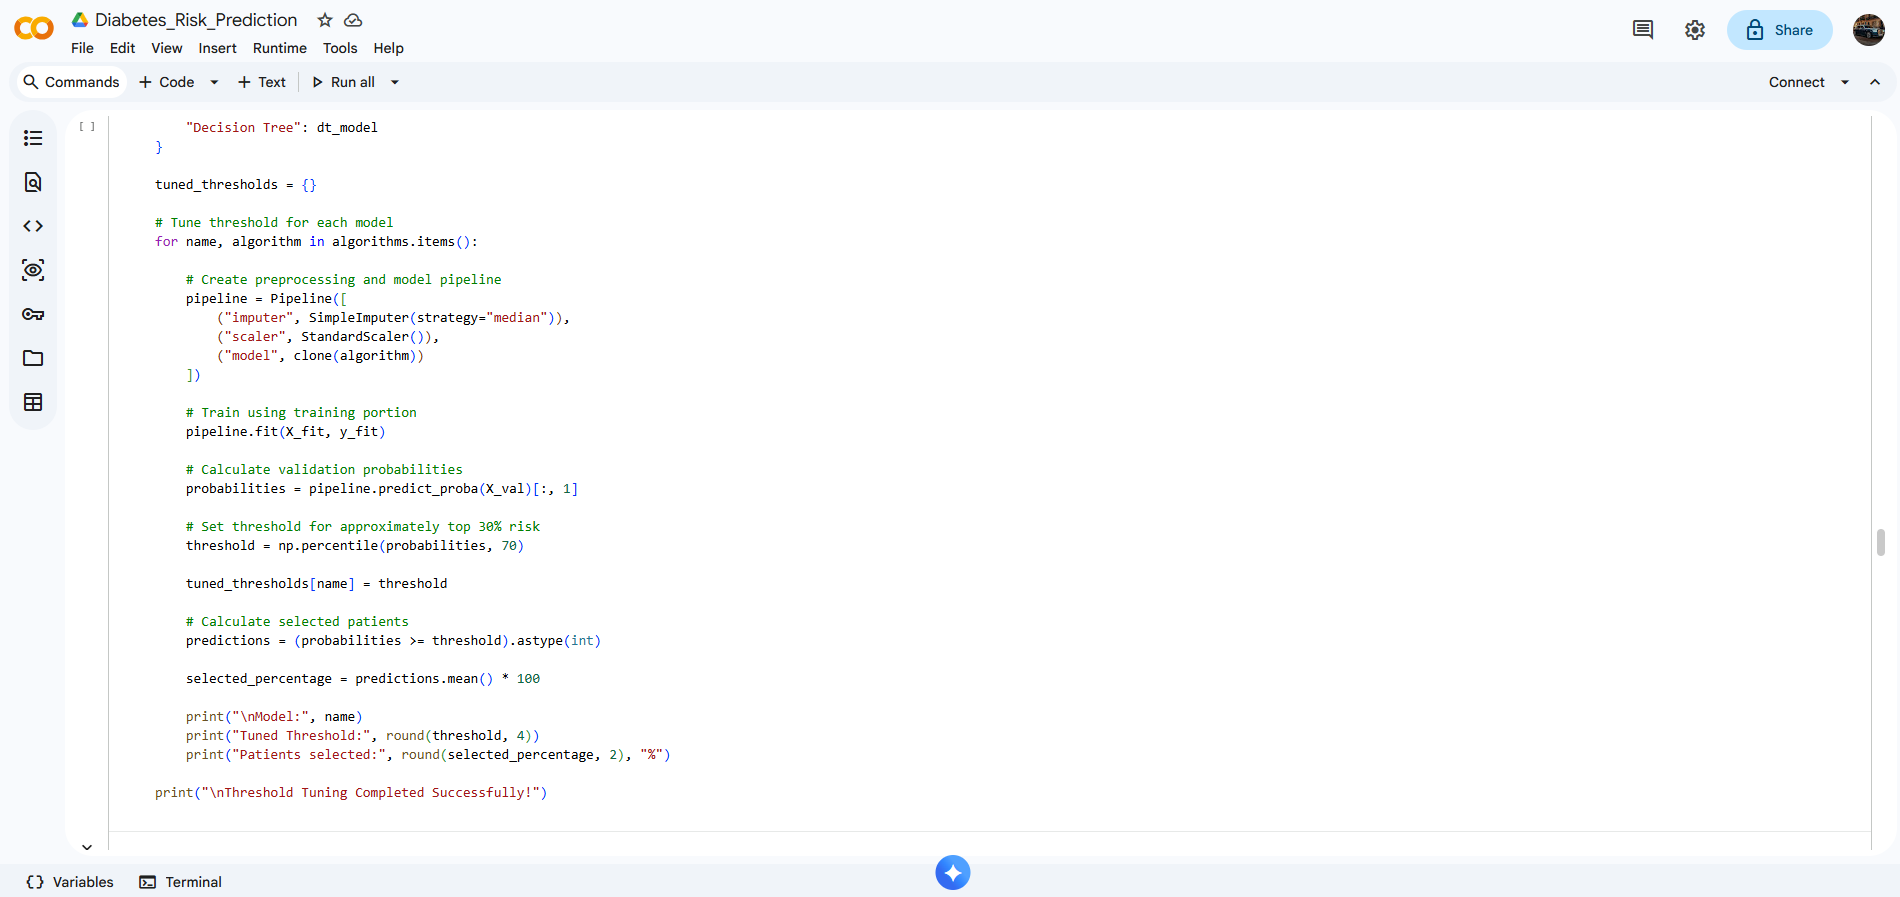 Diabetes_Risk_Prediction
File Edit View Insert Runtime Tools Help
Share
Commands + Code + Text Run all
Connect
[ ]
        "Decision Tree": dt_model
    }
    tuned_thresholds = {}
    # Tune threshold for each model
    for name, algorithm in algorithms.items():
        # Create preprocessing and model pipeline
        pipeline = Pipeline([
            ("imputer", SimpleImputer(strategy="median")),
            ("scaler", StandardScaler()),
            ("model", clone(algorithm))
        ])
        # Train using training portion
        pipeline.fit(X_fit, y_fit)
        # Calculate validation probabilities
        probabilities = pipeline.predict_proba(X_val)[:, 1]
        # Set threshold for approximately top 30% risk
        threshold = np.percentile(probabilities, 70)
        tuned_thresholds[name] = threshold
        # Calculate selected patients
        predictions = (probabilities >= threshold).astype(int)
        selected_percentage = predictions.mean() * 100
        print("\nModel:", name)
        print("Tuned Threshold:", round(threshold, 4))
        print("Patients selected:", round(selected_percentage, 2), "%")
    print("\nThreshold Tuning Completed Successfully!")
{} Variables Terminal